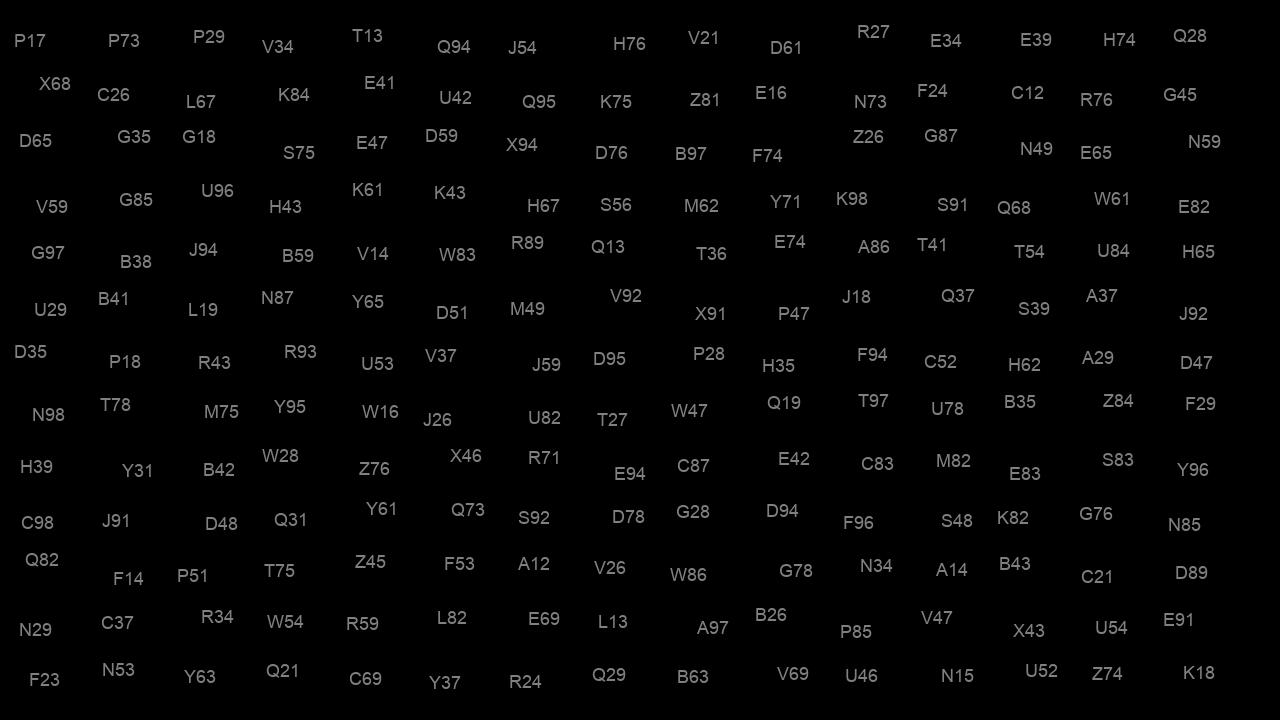 P17 P73 P29 V34 T13 Q94 J54 H76 V21 D61 R27 E34 E39 H74 Q28
X68 C26 L67 K84 E41 U42 Q95 K75 Z81 E16 N73 F24 C12 R76 G45
D65 G35 G18 S75 E47 D59 X94 D76 B97 F74 Z26 G87 N49 E65 N59
V59 G85 U96 H43 K61 K43 H67 S56 M62 Y71 K98 S91 Q68 W61 E82
G97 B38 J94 B59 V14 W83 R89 Q13 T36 E74 A86 T41 T54 U84 H65
U29 B41 L19 N87 Y65 D51 M49 V92 X91 P47 J18 Q37 S39 A37 J92
D35 P18 R43 R93 U53 V37 J59 D95 P28 H35 F94 C52 H62 A29 D47
N98 T78 M75 Y95 W16 J26 U82 T27 W47 Q19 T97 U78 B35 Z84 F29
H39 Y31 B42 W28 Z76 X46 R71 E94 C87 E42 C83 M82 E83 S83 Y96
C98 J91 D48 Q31 Y61 Q73 S92 D78 G28 D94 F96 S48 K82 G76 N85
Q82 F14 P51 T75 Z45 F53 A12 V26 W86 G78 N34 A14 B43 C21 D89
N29 C37 R34 W54 R59 L82 E69 L13 A97 B26 P85 V47 X43 U54 E91
F23 N53 Y63 Q21 C69 Y37 R24 Q29 B63 V69 U46 N15 U52 Z74 K18